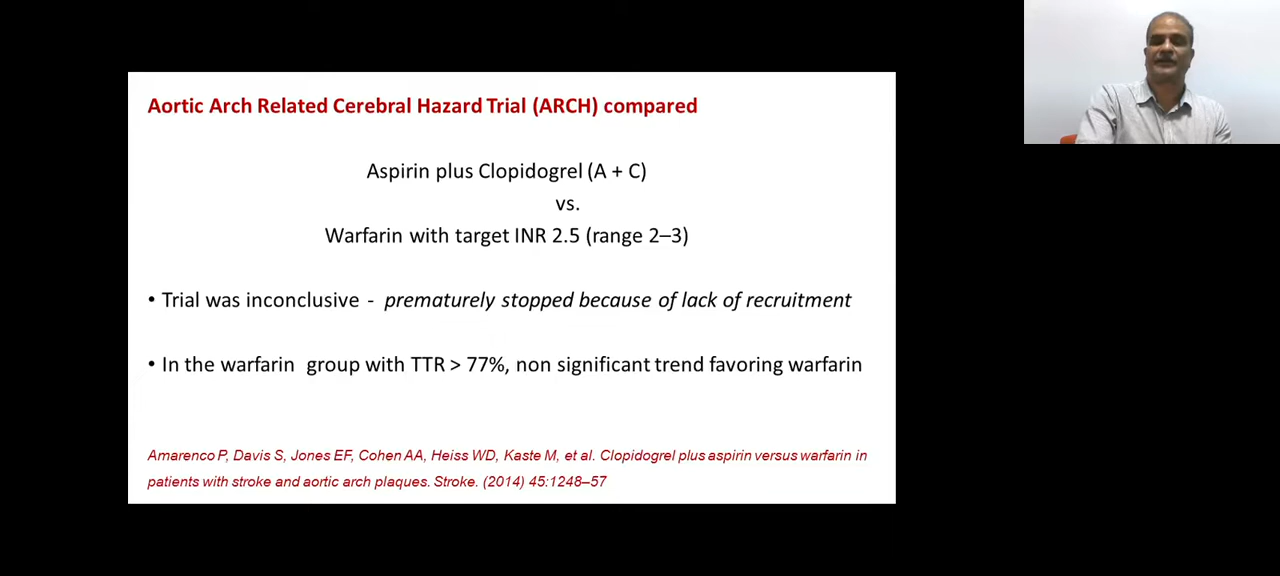 Aortic Arch Related Cerebral Hazard Trial (ARCH) compared
Aspirin plus Clopidogrel (A + C)
vs.
Warfarin with target INR 2.5 (range 2–3)
• Trial was inconclusive - prematurely stopped because of lack of recruitment
• In the warfarin group with TTR > 77%, non significant trend favoring warfarin
Amarenco P, Davis S, Jones EF, Cohen AA, Heiss WD, Kaste M, et al. Clopidogrel plus aspirin versus warfarin in
patients with stroke and aortic arch plaques. Stroke. (2014) 45:1248–57